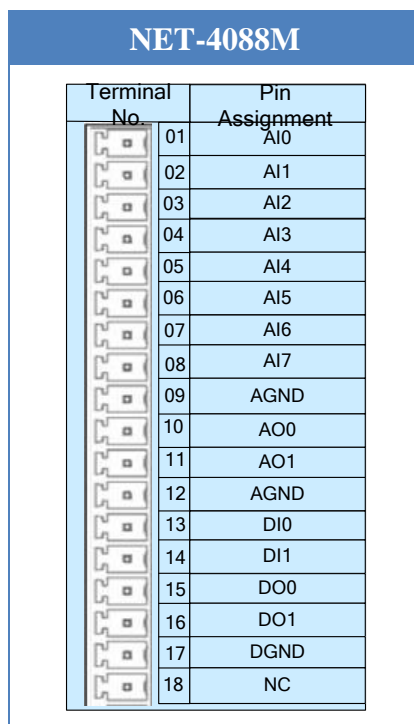 NET-4088M
Terminal No. Pin Assignment
01 AI0
02 AI1
03 AI2
04 AI3
05 AI4
06 AI5
07 AI6
08 AI7
09 AGND
10 AO0
11 AO1
12 AGND
13 DI0
14 DI1
15 DO0
16 DO1
17 DGND
18 NC